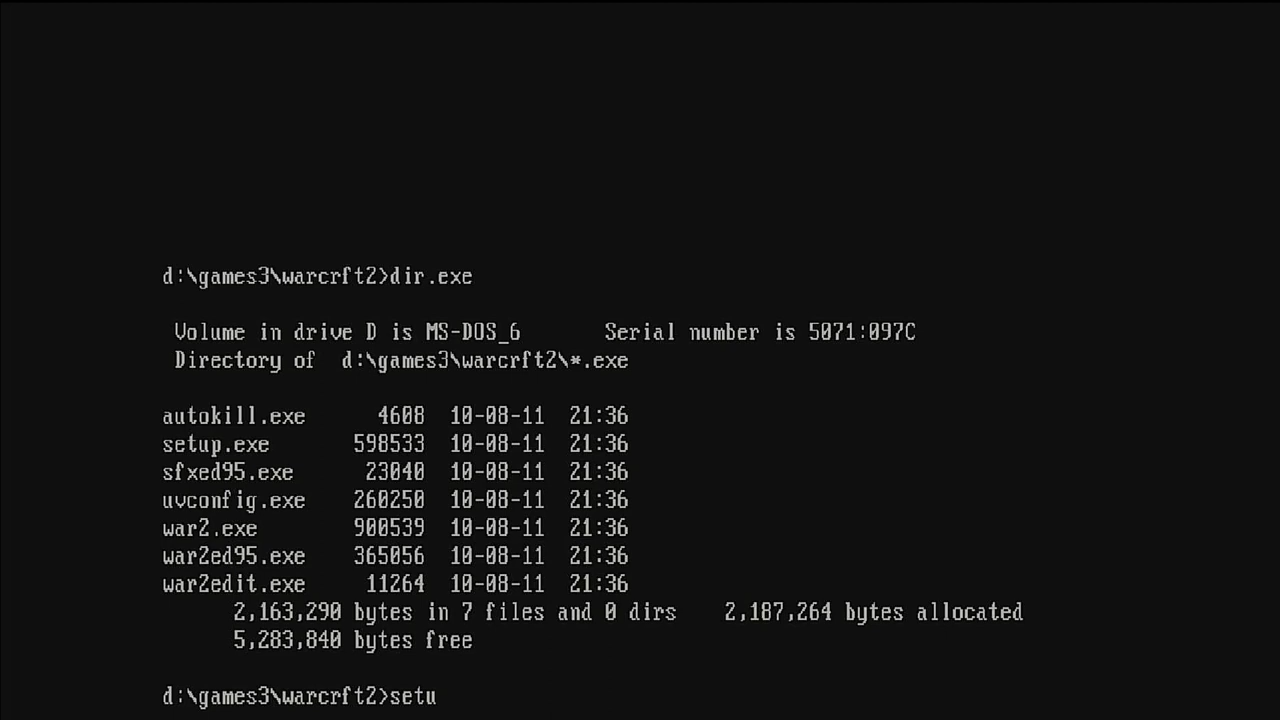 d:\games3\warcrft2>dir.exe
Volume in drive D is MS-DOS_6 Serial number is 5071:097C
Directory of d:\games3\warcrft2\*.exe
autokill.exe 4608 10-08-11 21:36
setup.exe 598533 10-08-11 21:36
sfxed95.exe 23040 10-08-11 21:36
uvconfig.exe 260250 10-08-11 21:36
war2.exe 900539 10-08-11 21:36
war2ed95.exe 365056 10-08-11 21:36
war2edit.exe 11264 10-08-11 21:36
2,163,290 bytes in 7 files and 0 dirs 2,187,264 bytes allocated
5,283,840 bytes free
d:\games3\warcrft2>setu